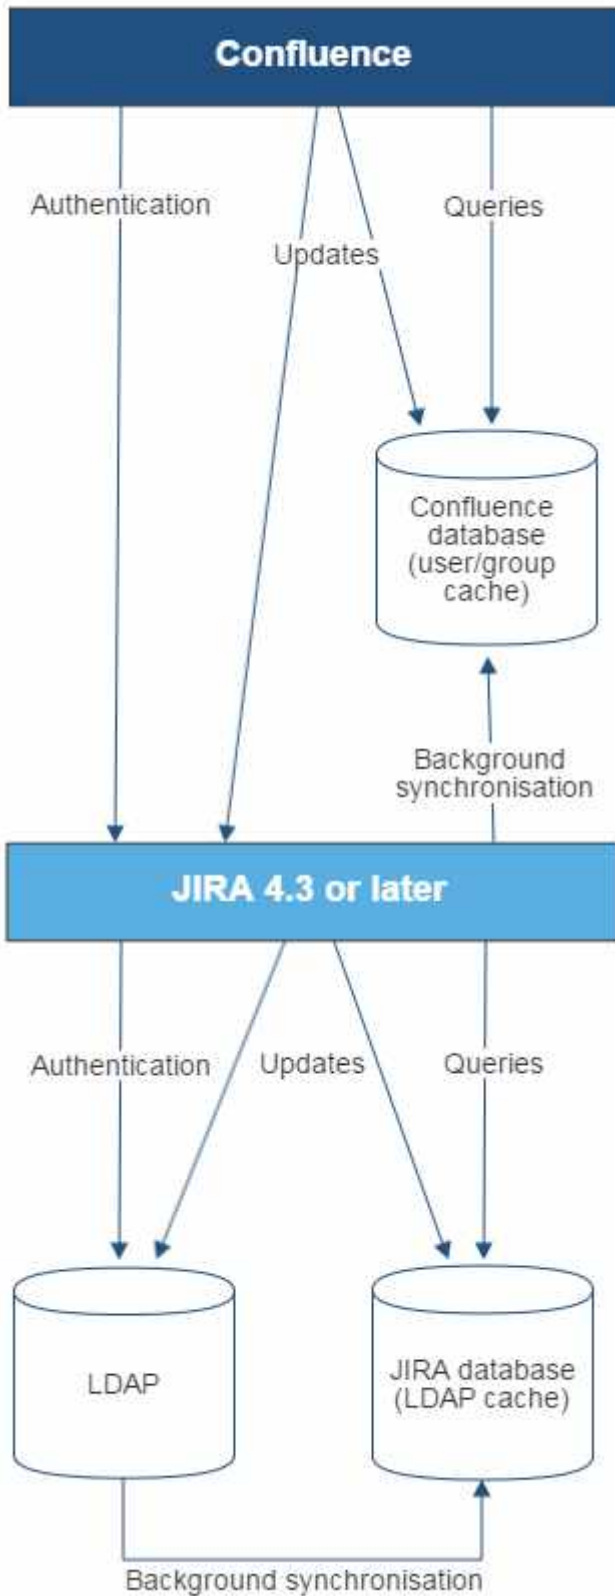 Confluence
Authentication
Queries
Updates
Confluence
database
(user/group
cache)
Background
synchronisation
JIRA 4.3 or later
Authentication
Updates
Queries
LDAP
JIRA database
(LDAP cache)
Background synchronisation